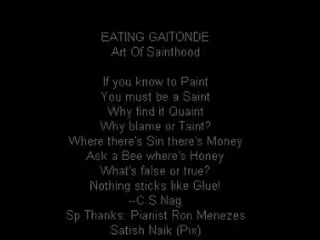 EATING GAITONDE
Art Of Sainthood
If you know to Paint
You must be a Saint
Why find it Quaint
Why blame or Taint?
Where there's Sin there's Money
Ask a Bee where's Honey
What's false or true?
Nothing sticks like Glue!
--C.S.Nag
Sp Thanks: Pianist Ron Menezes
Satish Naik (Pix)